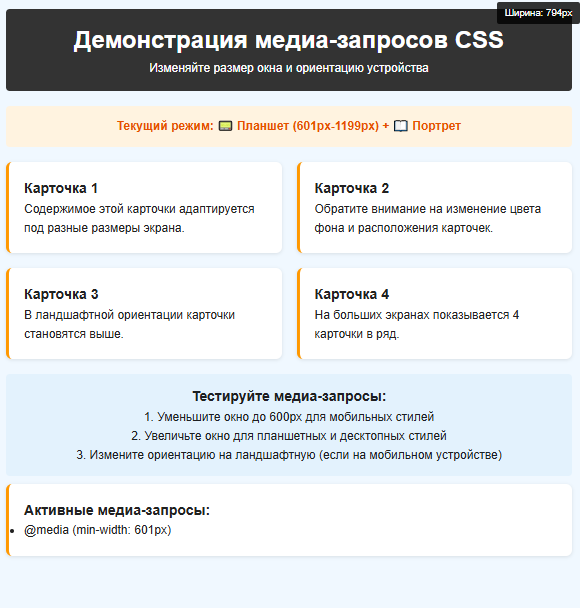 Ширина: 794px
Демонстрация медиа-запросов CSS
Изменяйте размер окна и ориентацию устройства
Текущий режим: 📟 Планшет (601px-1199px) + 📖 Портрет
Карточка 1
Содержимое этой карточки адаптируется
под разные размеры экрана.
Карточка 2
Обратите внимание на изменение цвета
фона и расположения карточек.
Карточка 3
В ландшафтной ориентации карточки
становятся выше.
Карточка 4
На больших экранах показывается 4
карточки в ряд.
Тестируйте медиа-запросы:
1. Уменьшите окно до 600px для мобильных стилей
2. Увеличьте окно для планшетных и десктопных стилей
3. Измените ориентацию на ландшафтную (если на мобильном устройстве)
Активные медиа-запросы:
• @media (min-width: 601px)